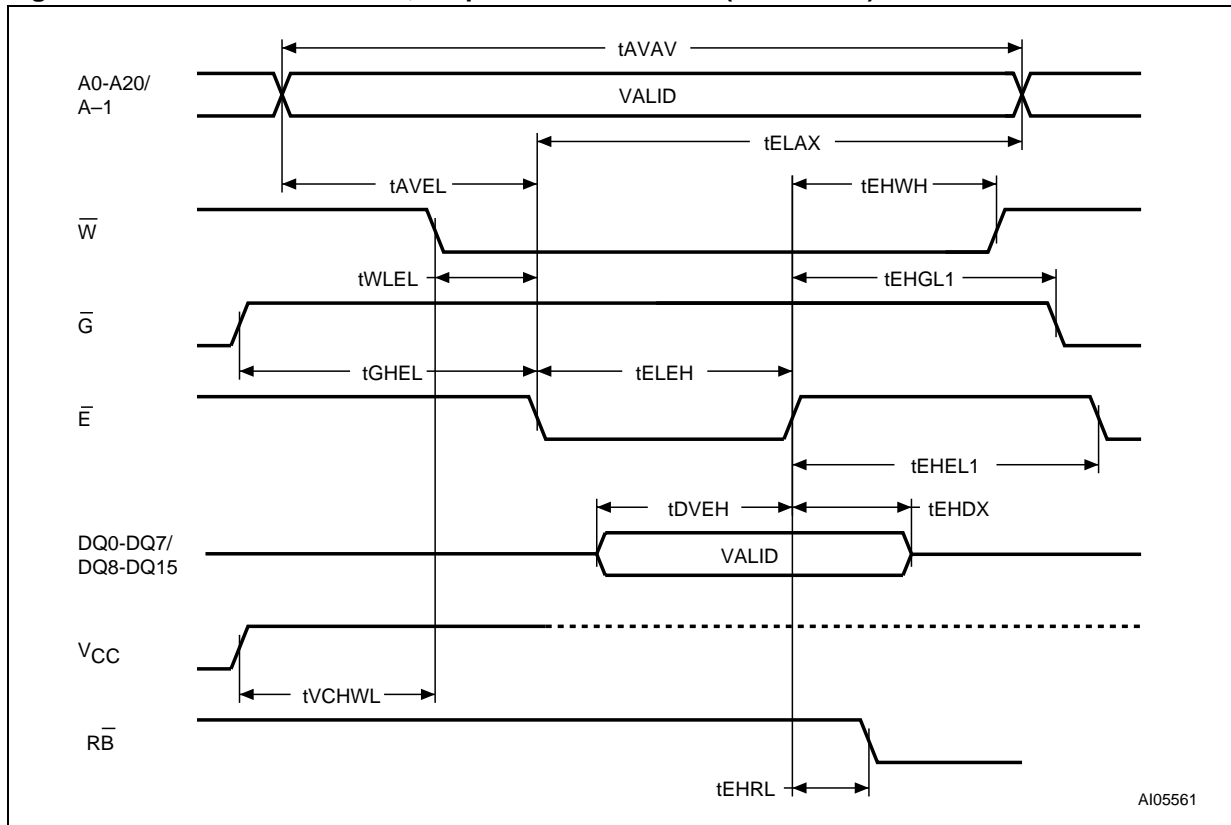 tAVAV
A0-A20/
A–1
VALID
tELAX
tAVEL
tEHWH
W̅
tWLEL
tEHGL1
G̅
tGHEL
tELEH
E̅
tEHEL1
tDVEH
tEHDX
DQ0-DQ7/
DQ8-DQ15
VALID
VCC
tVCHWL
RB̅
tEHRL
AI05561